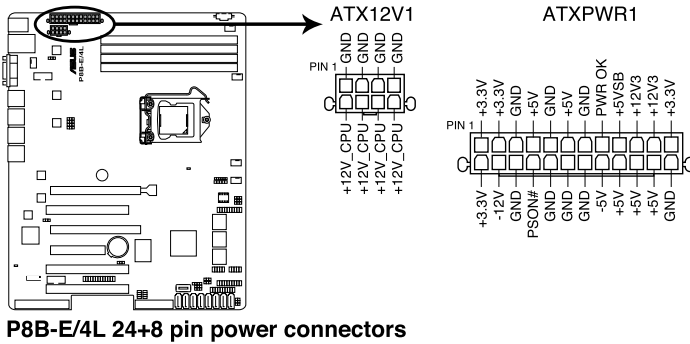 ATX12V1
ATXPWR1
ASUS
P8B-E/4L
PIN 1
GND
GND
GND
GND
+12V_CPU
+12V_CPU
+12V_CPU
+12V_CPU
PIN 1
+3.3V
+3.3V
GND
+5V
GND
+5V
GND
PWR OK
+5VSB
+12V3
+12V3
+3.3V
+3.3V
-12V
GND
PSON#
GND
GND
GND
-5V
+5V
+5V
+5V
GND
P8B-E/4L 24+8 pin power connectors